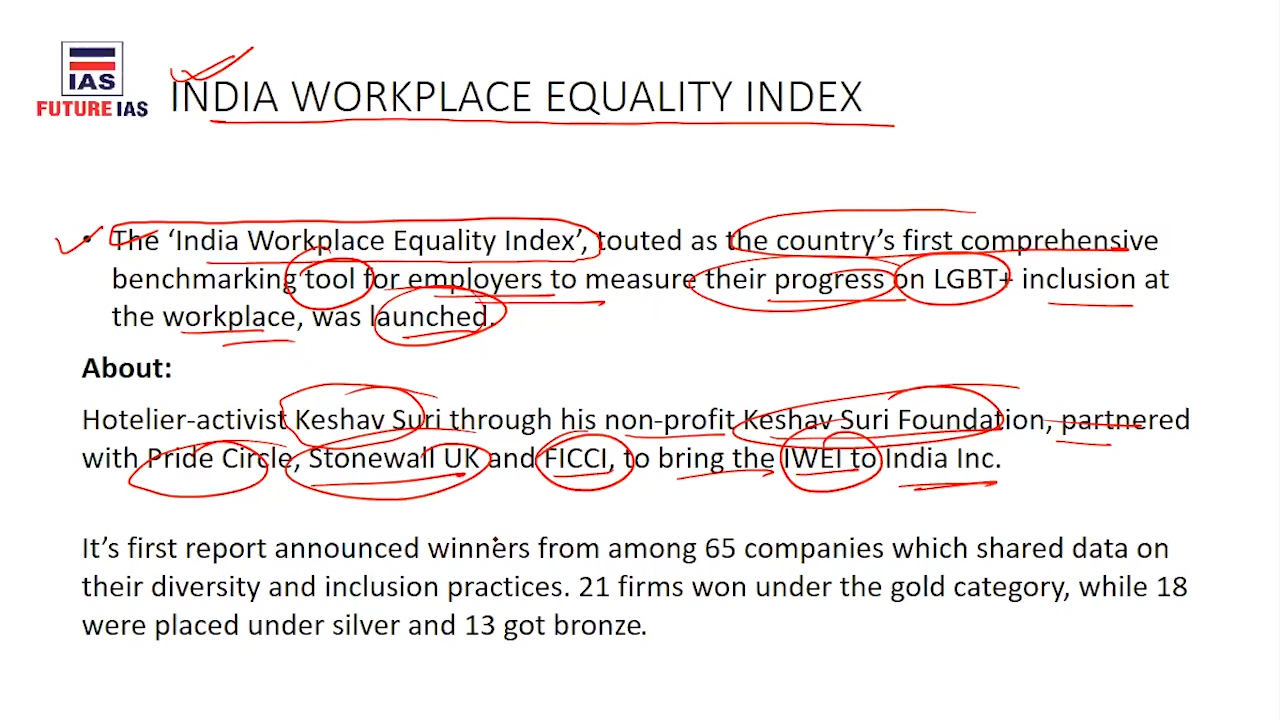 IAS
FUTURE IAS
INDIA WORKPLACE EQUALITY INDEX
• The ‘India Workplace Equality Index’, touted as the country’s first comprehensive
benchmarking tool for employers to measure their progress on LGBT+ inclusion at
the workplace, was launched.
About:
Hotelier-activist Keshav Suri through his non-profit Keshav Suri Foundation, partnered
with Pride Circle, Stonewall UK and FICCI, to bring the IWEI to India Inc.
It’s first report announced winners from among 65 companies which shared data on
their diversity and inclusion practices. 21 firms won under the gold category, while 18
were placed under silver and 13 got bronze.